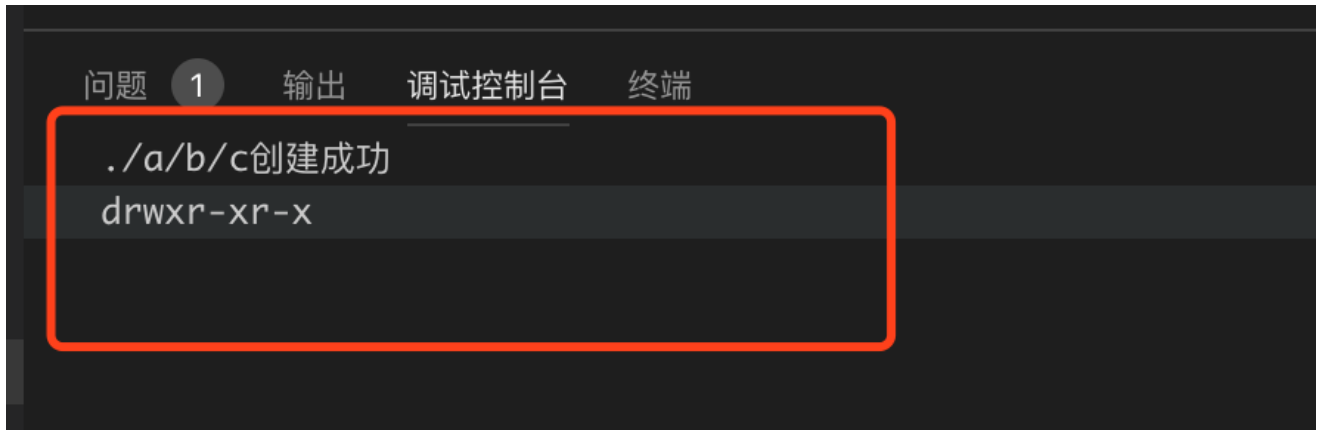 问题 1 输出 调试控制台 终端
./a/b/c创建成功
drwxr-xr-x